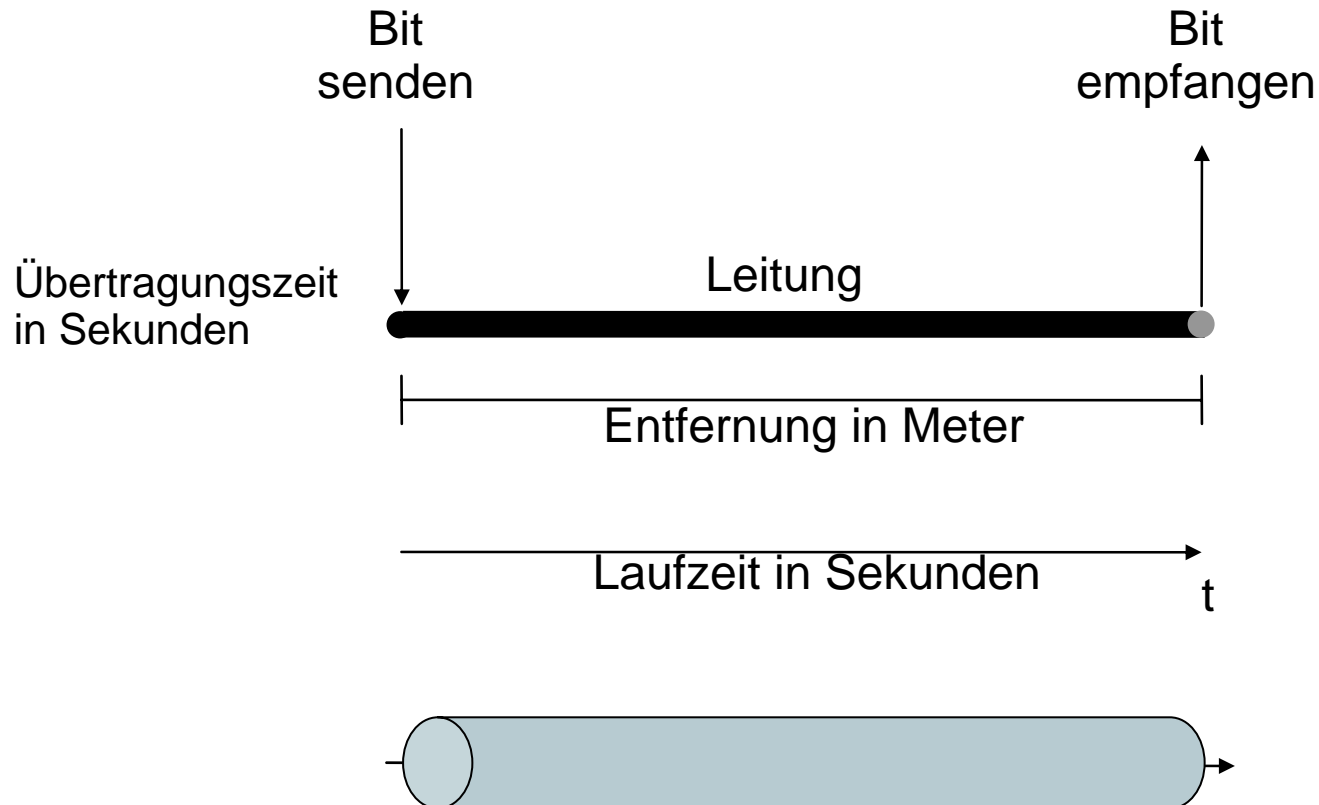 Bit
senden
Bit
empfangen
Übertragungszeit
in Sekunden
Leitung
Entfernung in Meter
Laufzeit in Sekunden
t